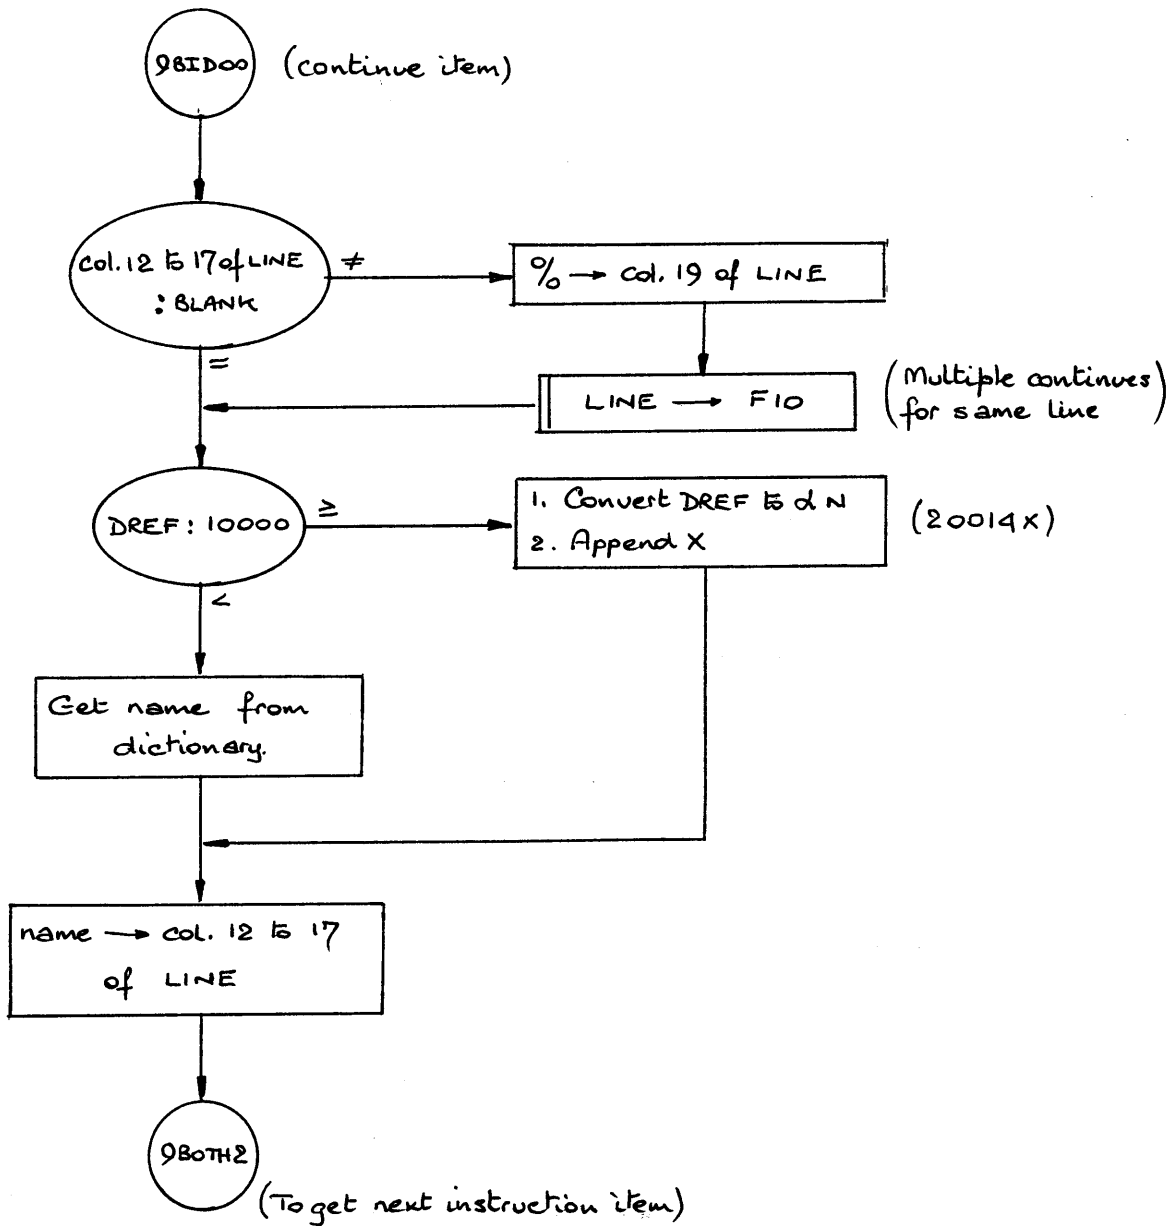 9BID00
(continue item)
Col. 12 to 17 of LINE
: BLANK
≠
% → Col. 19 of LINE
=
LINE → F10
(Multiple continues
for same line)
DREF : 10000
≥
1. Convert DREF to α N
2. Append X
(20014X)
<
Get name from
dictionary.
name → col. 12 to 17
of LINE
9BOTH2
(To get next instruction item)